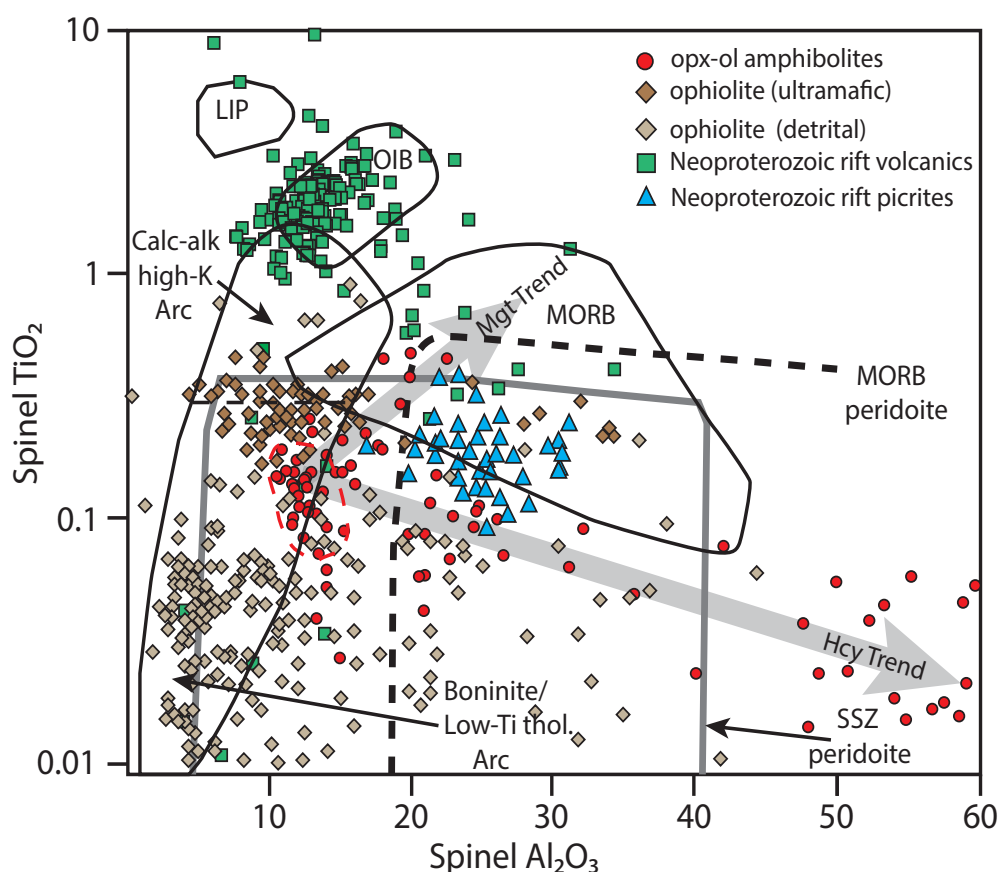 10
1
0.1
0.01
Spinel TiO₂
opx-ol amphibolites
ophiolite (ultramafic)
ophiolite (detrital)
Neoproterozoic rift volcanics
Neoproterozoic rift picrites
LIP
OIB
Calc-alk
high-K
Arc
Mgt Trend
MORB
MORB
peridoite
Hcy Trend
Boninite/
Low-Ti thol.
Arc
SSZ
peridoite
10
20
30
40
50
60
Spinel Al₂O₃